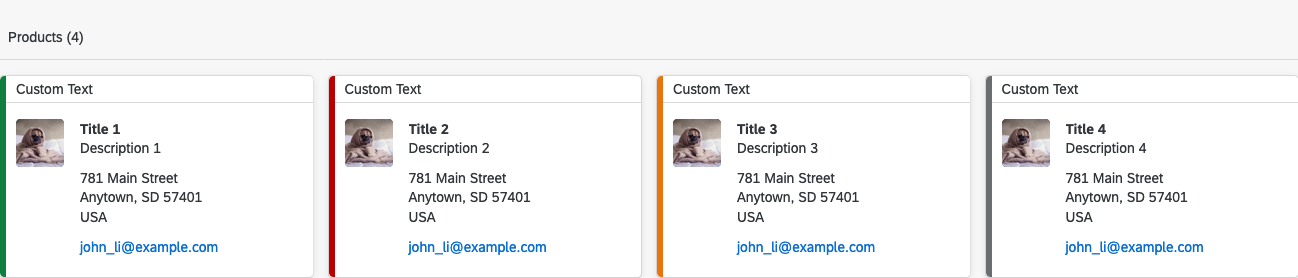 Products (4)
Custom Text
Title 1
Description 1
781 Main Street
Anytown, SD 57401
USA
john_li@example.com
Custom Text
Title 2
Description 2
781 Main Street
Anytown, SD 57401
USA
john_li@example.com
Custom Text
Title 3
Description 3
781 Main Street
Anytown, SD 57401
USA
john_li@example.com
Custom Text
Title 4
Description 4
781 Main Street
Anytown, SD 57401
USA
john_li@example.com